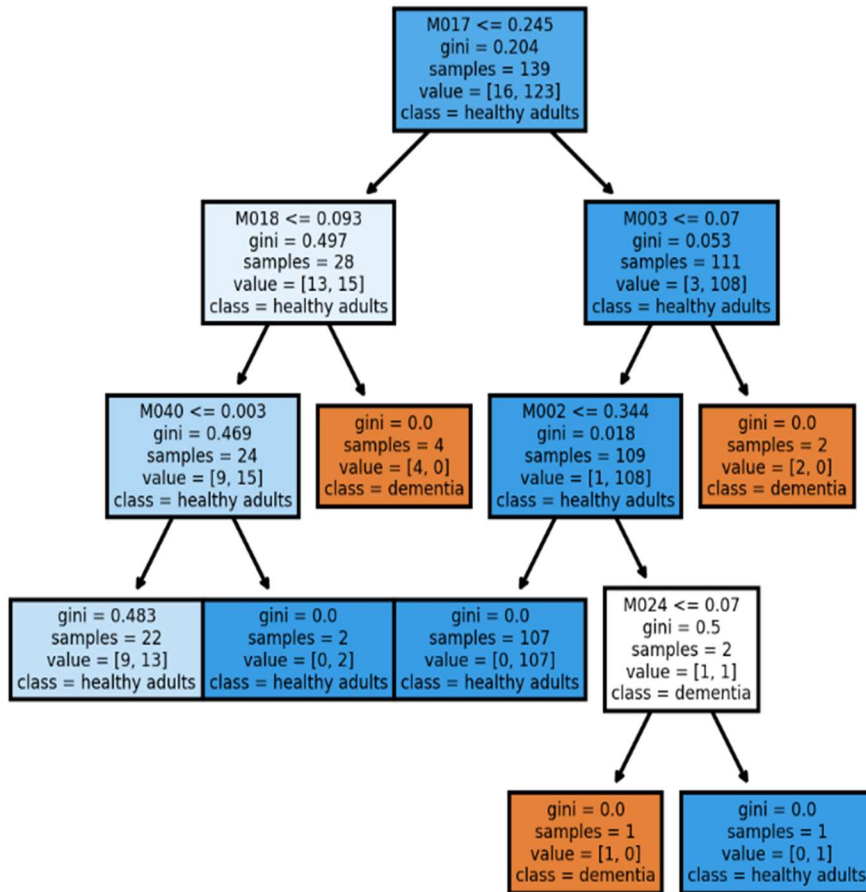 M017 <= 0.245
gini = 0.204
samples = 139
value = [16, 123]
class = healthy adults
M018 <= 0.093
gini = 0.497
samples = 28
value = [13, 15]
class = healthy adults
M003 <= 0.07
gini = 0.053
samples = 111
value = [3, 108]
class = healthy adults
M040 <= 0.003
gini = 0.469
samples = 24
value = [9, 15]
class = healthy adults
gini = 0.0
samples = 4
value = [4, 0]
class = dementia
M002 <= 0.344
gini = 0.018
samples = 109
value = [1, 108]
class = healthy adults
gini = 0.0
samples = 2
value = [2, 0]
class = dementia
gini = 0.483
samples = 22
value = [9, 13]
class = healthy adults
gini = 0.0
samples = 2
value = [0, 2]
class = healthy adults
gini = 0.0
samples = 107
value = [0, 107]
class = healthy adults
M024 <= 0.07
gini = 0.5
samples = 2
value = [1, 1]
class = dementia
gini = 0.0
samples = 1
value = [1, 0]
class = dementia
gini = 0.0
samples = 1
value = [0, 1]
class = healthy adults